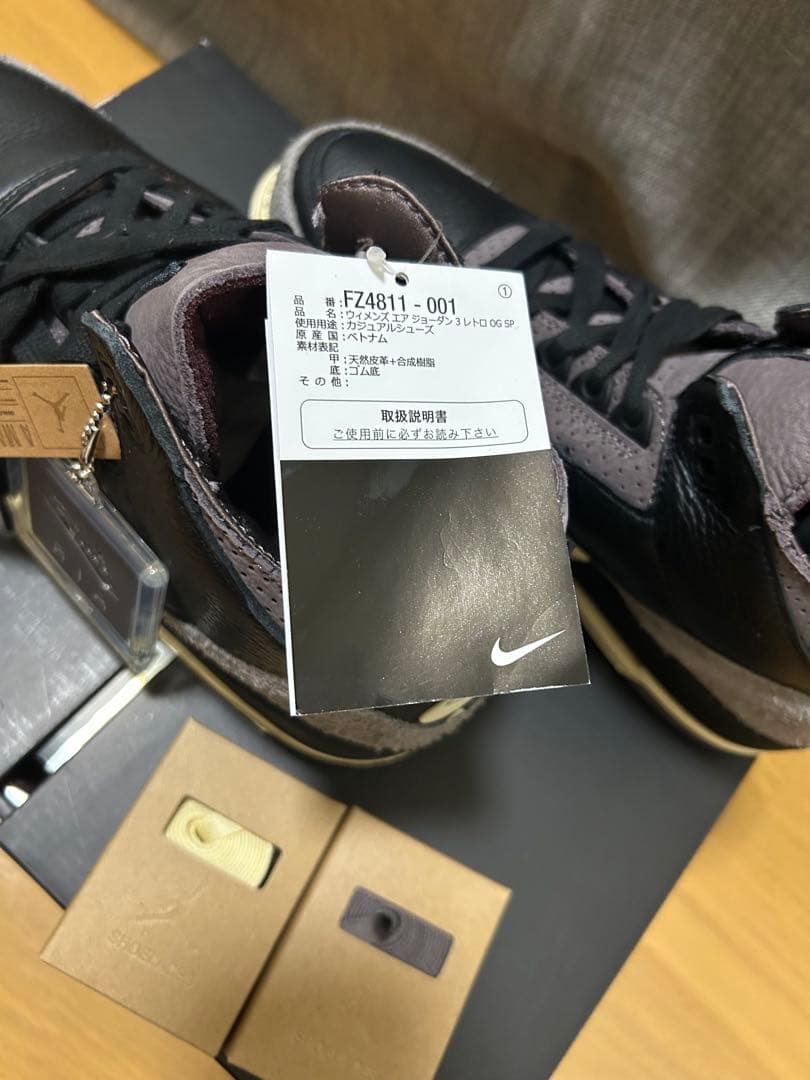 品番：FZ4811 - 001 ①
品名：ウィメンズ エア ジョーダン 3 レトロ OG SP
使用用途：カジュアルシューズ
原産国：ベトナム
素材表記
甲：天然皮革+合成樹脂
底：ゴム底
その他：
取扱説明書
ご使用前に必ずお読み下さい